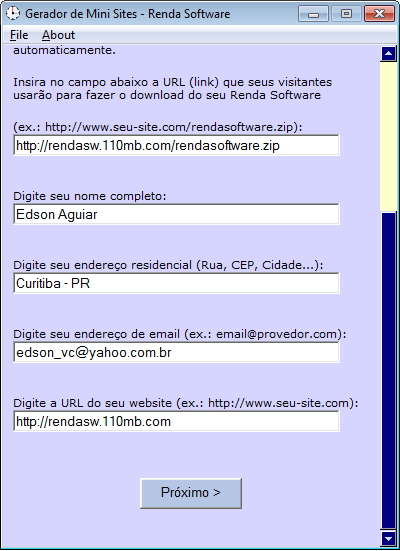 Gerador de Mini Sites - Renda Software
File About
automaticamente.
Insira no campo abaixo a URL (link) que seus visitantes
usarão para fazer o download do seu Renda Software
(ex.: http://www.seu-site.com/rendasoftware.zip):
http://rendasw.110mb.com/rendasoftware.zip
Digite seu nome completo:
Edson Aguiar
Digite seu endereço residencial (Rua, CEP, Cidade...):
Curitiba - PR
Digite seu endereço de email (ex.: email@provedor.com):
edson_vc@yahoo.com.br
Digite a URL do seu website (ex.: http://www.seu-site.com):
http://rendasw.110mb.com
Próximo >